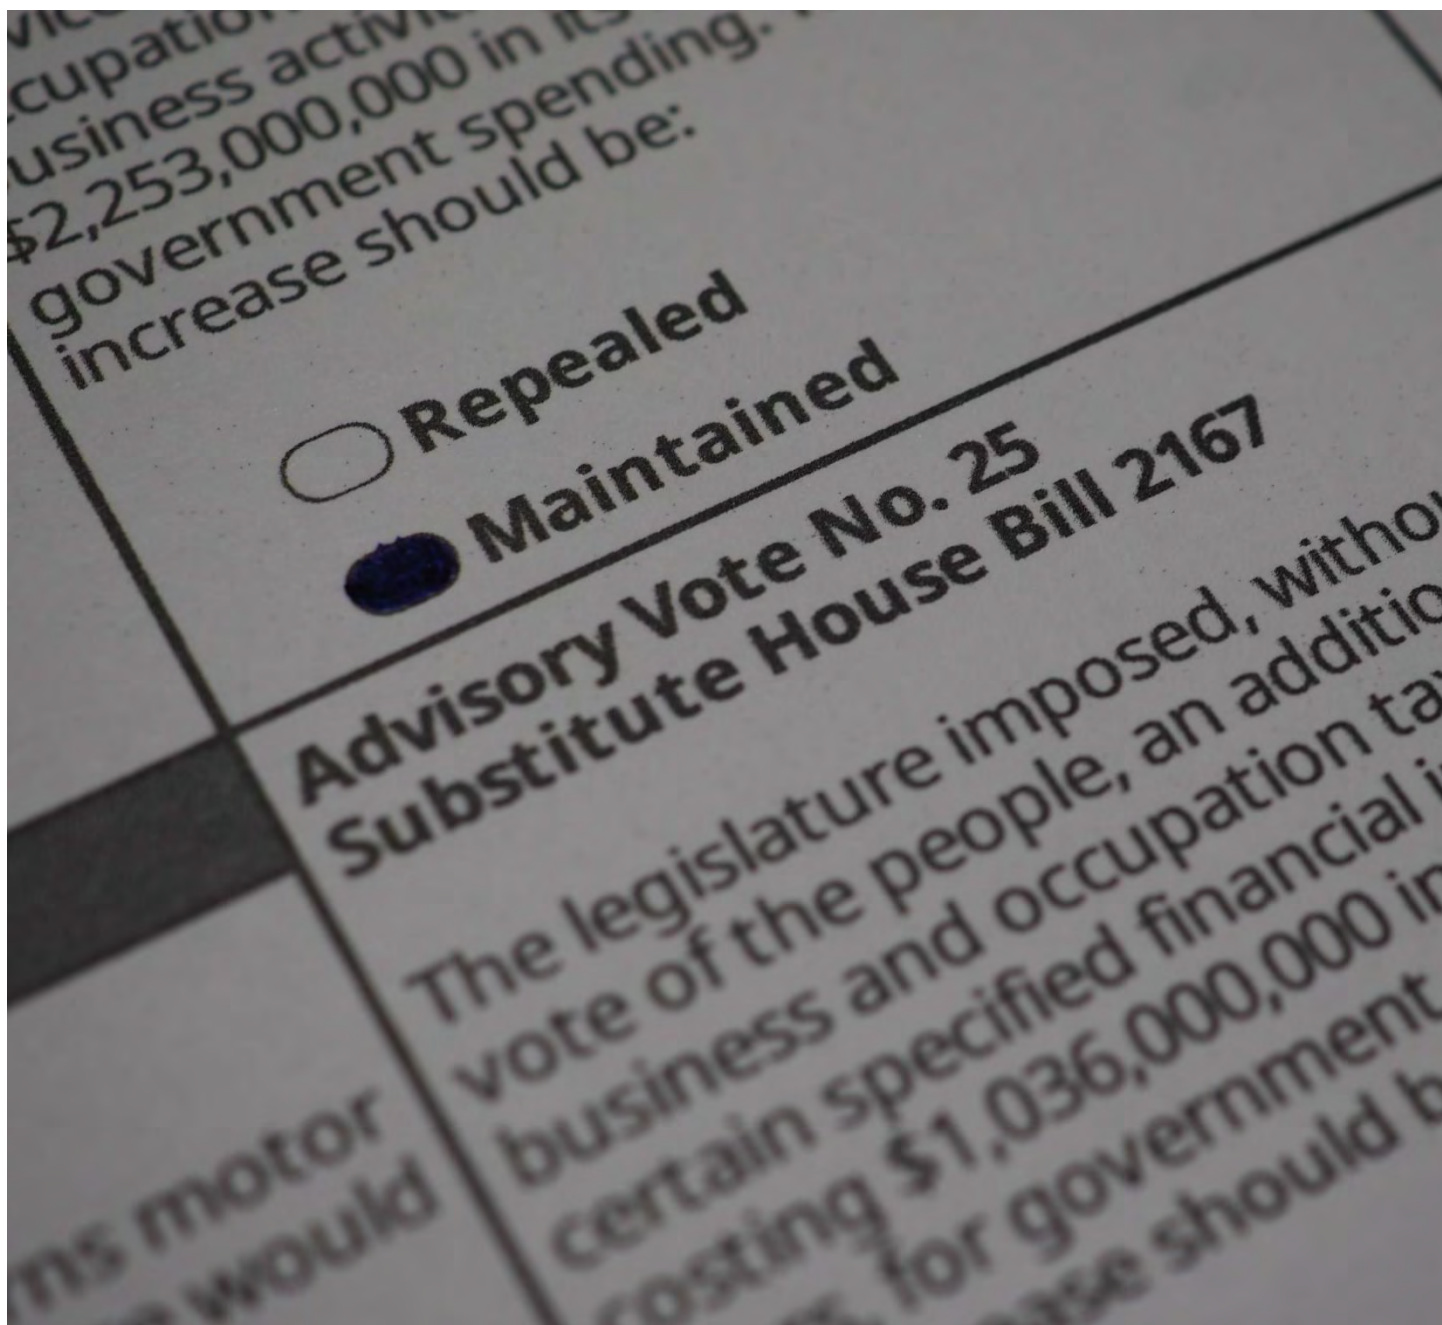 business activi
$2,253,000,000 in its
government spending.
increase should be:
Repealed
Maintained
Advisory Vote No. 25
Substitute House Bill 2167
The legislature imposed, withou
vote of the people, an additio
business and occupation ta
certain specified financial i
costing $1,036,000,000 in
for government
should b
motor
would